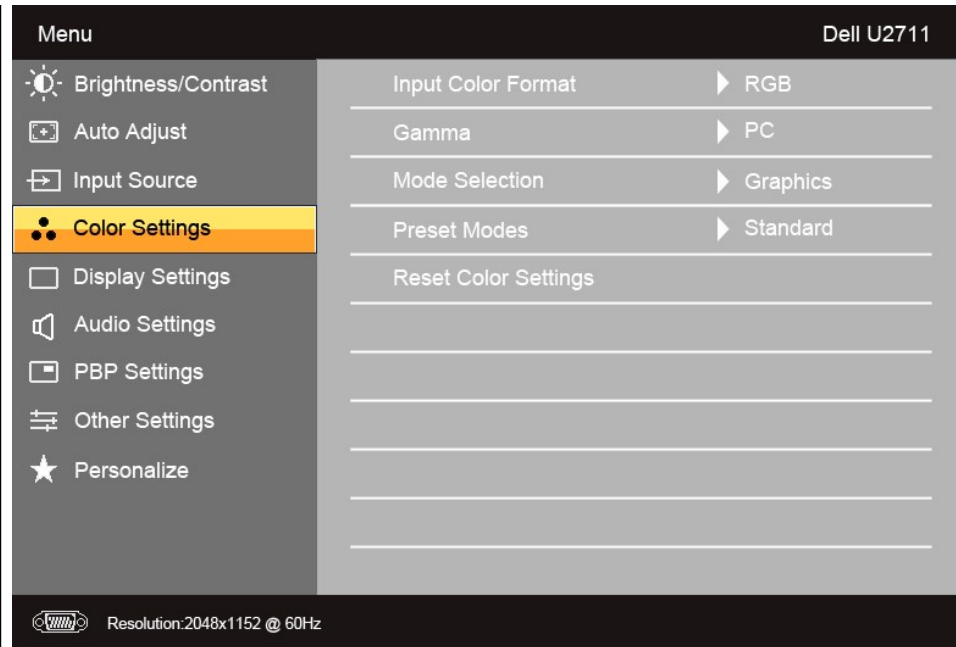 Menu Dell U2711
Brightness/Contrast Input Color Format RGB
Auto Adjust Gamma PC
Input Source Mode Selection Graphics
Color Settings Preset Modes Standard
Display Settings Reset Color Settings
Audio Settings
PBP Settings
Other Settings
Personalize
Resolution:2048x1152 @ 60Hz